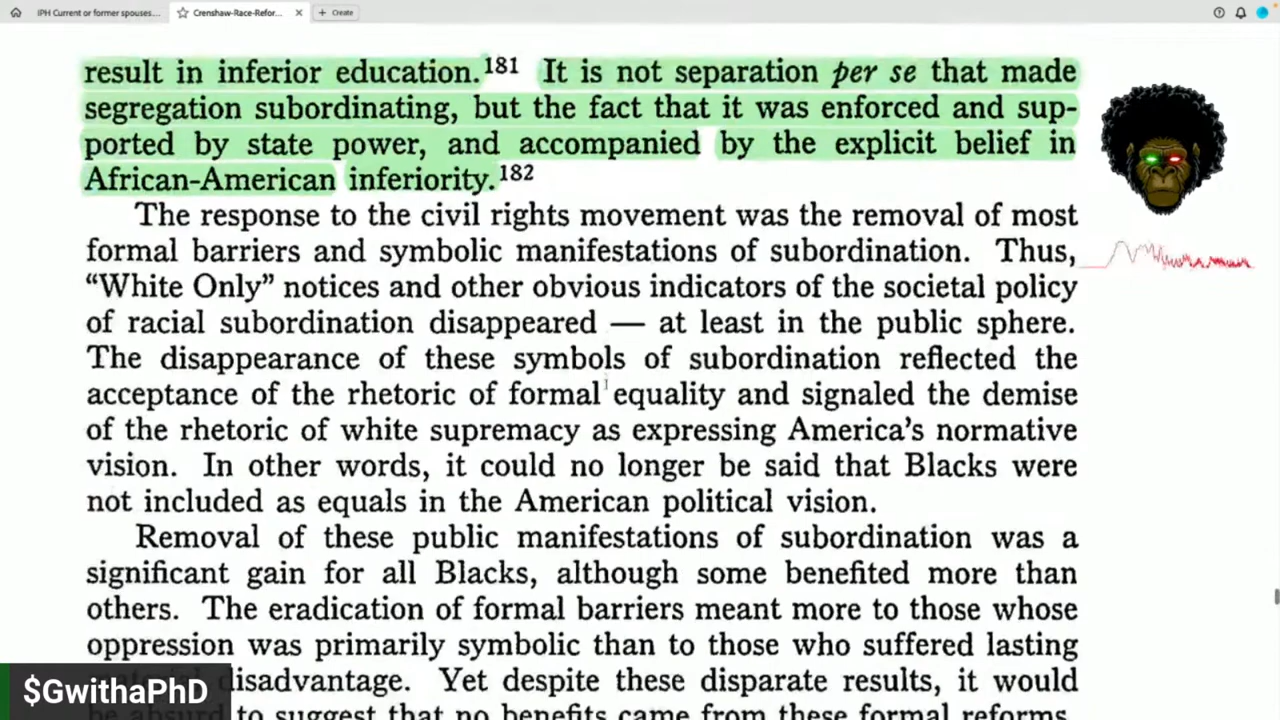 IPH Current or former spouses...
Crenshaw-Race-Refor...
+ Create
result in inferior education.181 It is not separation per se that made
segregation subordinating, but the fact that it was enforced and sup-
ported by state power, and accompanied by the explicit belief in
African-American inferiority.182
The response to the civil rights movement was the removal of most
formal barriers and symbolic manifestations of subordination. Thus,
“White Only” notices and other obvious indicators of the societal policy
of racial subordination disappeared — at least in the public sphere.
The disappearance of these symbols of subordination reflected the
acceptance of the rhetoric of formal equality and signaled the demise
of the rhetoric of white supremacy as expressing America’s normative
vision. In other words, it could no longer be said that Blacks were
not included as equals in the American political vision.
Removal of these public manifestations of subordination was a
significant gain for all Blacks, although some benefited more than
others. The eradication of formal barriers meant more to those whose
oppression was primarily symbolic than to those who suffered lasting
disadvantage. Yet despite these disparate results, it would
to suggest that no benefits came from these formal reforms.
$GwithaPhD